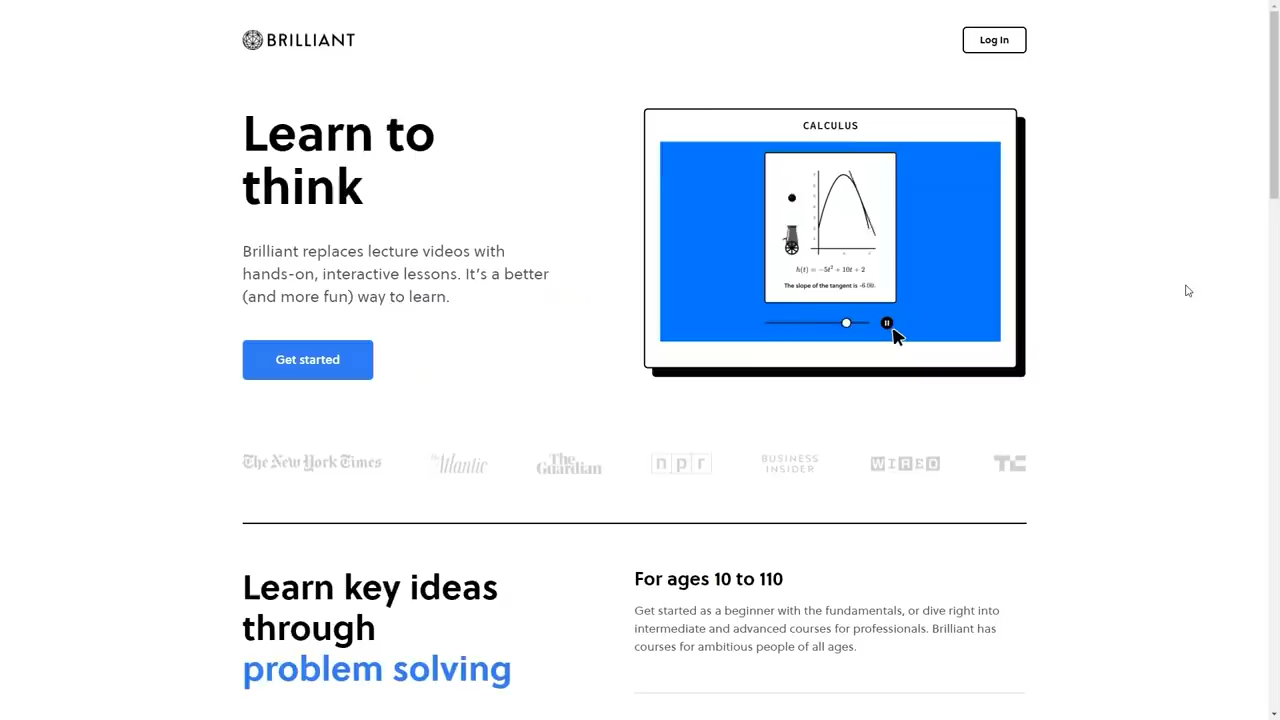 BRILLIANT
Log In
Learn to
think
Brilliant replaces lecture videos with
hands-on, interactive lessons. It's a better
(and more fun) way to learn.
Get started
CALCULUS
h(t) = −5t² + 10t + 2
The slope of the tangent is
The New York Times
The Atlantic
The Guardian
npr
BUSINESS INSIDER
WIRED
TC
Learn key ideas
through
problem solving
For ages 10 to 110
Get started as a beginner with the fundamentals, or dive right into
intermediate and advanced courses for professionals. Brilliant has
courses for ambitious people of all ages.